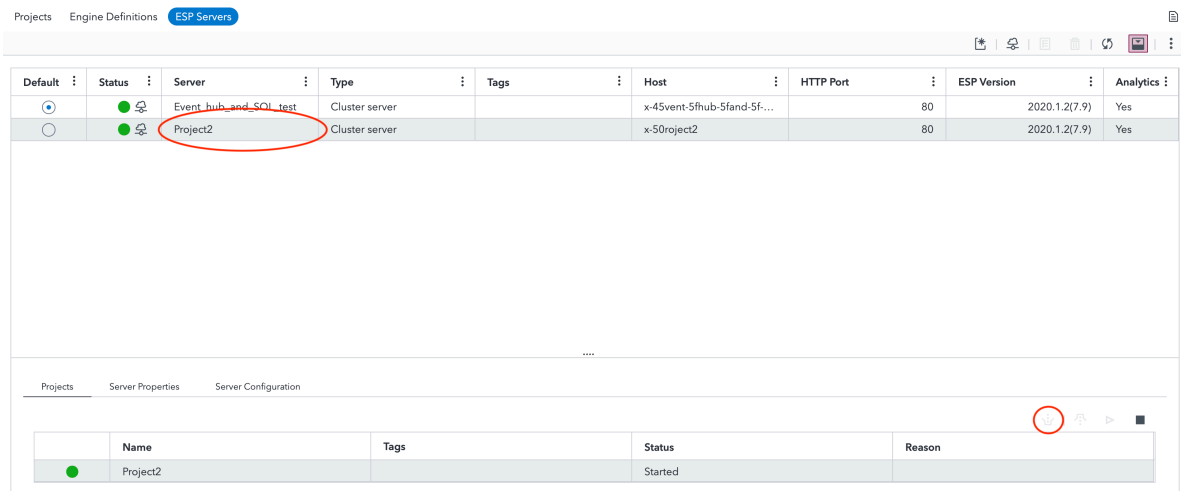 Projects Engine Definitions ESP Servers
Default Status Server Type Tags Host HTTP Port ESP Version Analytics
Event_hub_and_SQL_test Cluster server x-45vent-5fhub-5fand-5f-... 80 2020.1.2(7.9) Yes
Project2 Cluster server x-50roject2 80 2020.1.2(7.9) Yes
Projects Server Properties Server Configuration
Name Tags Status Reason
Project2 Started